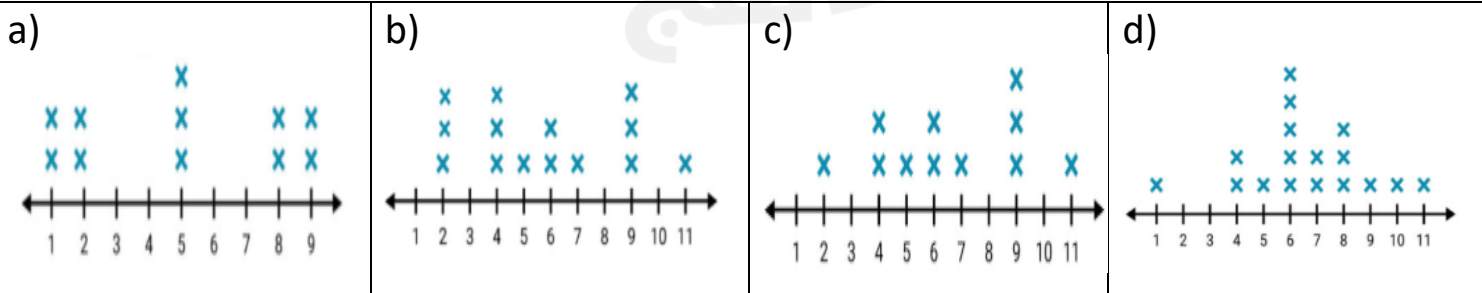 a)
b)
c)
d)
X
X X X X X
X X X X X
1 2 3 4 5 6 7 8 9
X X X
X X X X
X X X X X X X
1 2 3 4 5 6 7 8 9 10 11
X
X X X
X X X X X X X
1 2 3 4 5 6 7 8 9 10 11
X
X
X X
X X X X
X X X X X X X X X
1 2 3 4 5 6 7 8 9 10 11